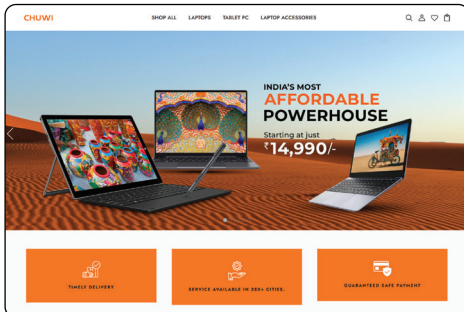 CHUWI
SHOP ALL LAPTOPS TABLET PC LAPTOP ACCESSORIES
INDIA'S MOST
AFFORDABLE
POWERHOUSE
Starting at just
₹14,990/-
TIMELY DELIVERY
SERVICE AVAILABLE IN 300+ CITIES.
GUARANTEED SAFE PAYMENT